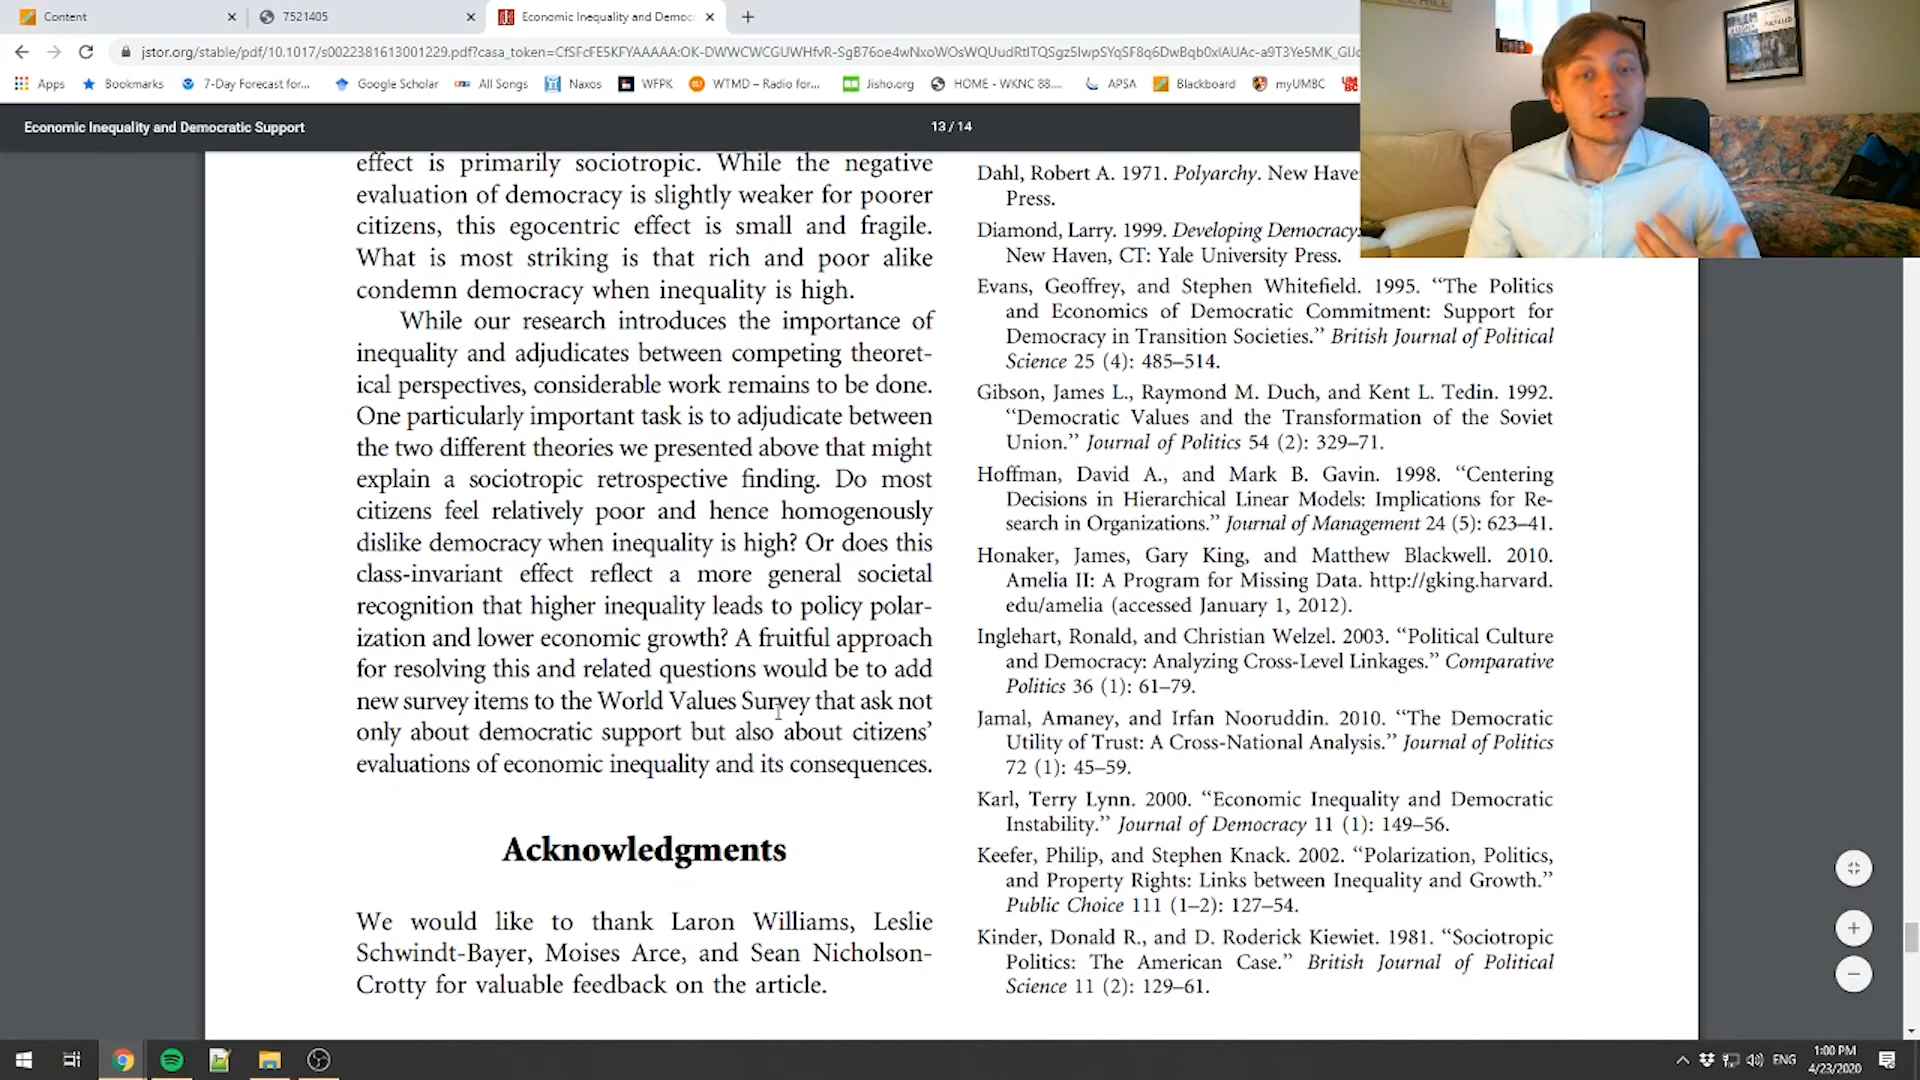 Content
7521405
Economic Inequality and Democ
jstor.org/stable/pdf/10.1017/s0022381613001229.pdf?casa_token=
Apps
Bookmarks
7-Day Forecast for...
Google Scholar
All Songs
Naxos
WFPK
WTMD – Radio for...
Jisho.org
HOME - WKNC 88....
APSA
Blackboard
myUMBC
Economic Inequality and Democratic Support
13 / 14
effect is primarily sociotropic. While the negative
evaluation of democracy is slightly weaker for poorer
citizens, this egocentric effect is small and fragile.
What is most striking is that rich and poor alike
condemn democracy when inequality is high.
While our research introduces the importance of
inequality and adjudicates between competing theoret-
ical perspectives, considerable work remains to be done.
One particularly important task is to adjudicate between
the two different theories we presented above that might
explain a sociotropic retrospective finding. Do most
citizens feel relatively poor and hence homogenously
dislike democracy when inequality is high? Or does this
class-invariant effect reflect a more general societal
recognition that higher inequality leads to policy polar-
ization and lower economic growth? A fruitful approach
for resolving this and related questions would be to add
new survey items to the World Values Survey that ask not
only about democratic support but also about citizens’
evaluations of economic inequality and its consequences.
Acknowledgments
We would like to thank Laron Williams, Leslie
Schwindt-Bayer, Moises Arce, and Sean Nicholson-
Crotty for valuable feedback on the article.
Dahl, Robert A. 1971. Polyarchy. New Have
Press.
Diamond, Larry. 1999. Developing Democracy:
New Haven, CT: Yale University Press.
Evans, Geoffrey, and Stephen Whitefield. 1995. “The Politics
and Economics of Democratic Commitment: Support for
Democracy in Transition Societies.” British Journal of Political
Science 25 (4): 485–514.
Gibson, James L., Raymond M. Duch, and Kent L. Tedin. 1992.
“Democratic Values and the Transformation of the Soviet
Union.” Journal of Politics 54 (2): 329–71.
Hoffman, David A., and Mark B. Gavin. 1998. “Centering
Decisions in Hierarchical Linear Models: Implications for Re-
search in Organizations.” Journal of Management 24 (5): 623–41.
Honaker, James, Gary King, and Matthew Blackwell. 2010.
Amelia II: A Program for Missing Data. http://gking.harvard.
edu/amelia (accessed January 1, 2012).
Inglehart, Ronald, and Christian Welzel. 2003. “Political Culture
and Democracy: Analyzing Cross-Level Linkages.” Comparative
Politics 36 (1): 61–79.
Jamal, Amaney, and Irfan Nooruddin. 2010. “The Democratic
Utility of Trust: A Cross-National Analysis.” Journal of Politics
72 (1): 45–59.
Karl, Terry Lynn. 2000. “Economic Inequality and Democratic
Instability.” Journal of Democracy 11 (1): 149–56.
Keefer, Philip, and Stephen Knack. 2002. “Polarization, Politics,
and Property Rights: Links between Inequality and Growth.”
Public Choice 111 (1–2): 127–54.
Kinder, Donald R., and D. Roderick Kiewiet. 1981. “Sociotropic
Politics: The American Case.” British Journal of Political
Science 11 (2): 129–61.
ENG
1:00 PM
4/23/2020